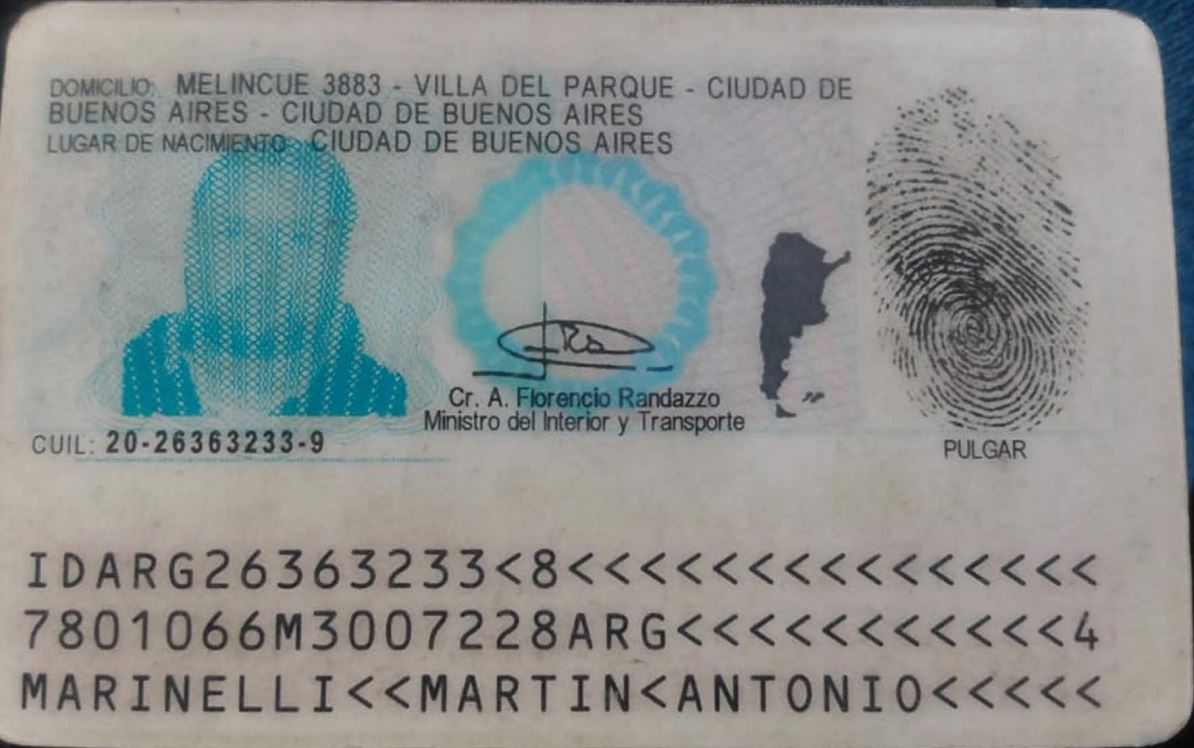 DOMICILIO: MELINCUE 3883 - VILLA DEL PARQUE - CIUDAD DE
BUENOS AIRES - CIUDAD DE BUENOS AIRES
LUGAR DE NACIMIENTO: CIUDAD DE BUENOS AIRES
Cr. A. Florencio Randazzo
Ministro del Interior y Transporte
CUIL: 20-26363233-9
PULGAR
IDARG26363233<8<<<<<<<<<<<<<<<
7801066M3007228ARG<<<<<<<<<<<4
MARINELLI<<MARTIN<ANTONIO<<<<<